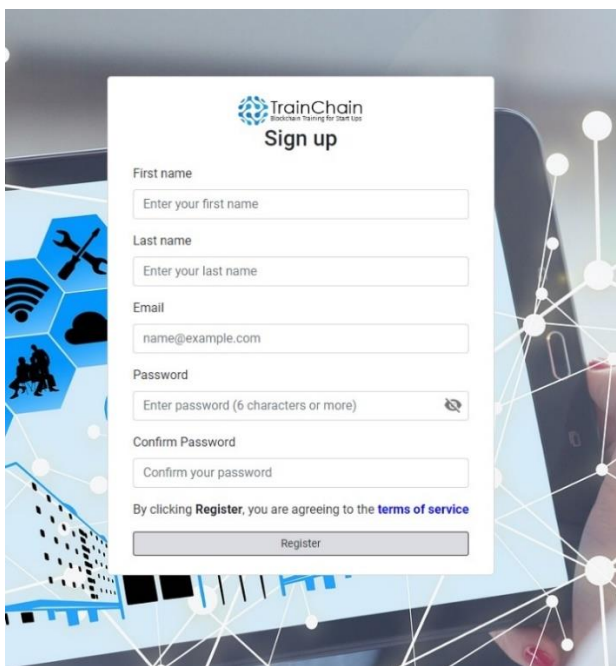 TrainChain
Blockchain Training for Start Ups
Sign up
First name
Enter your first name
Last name
Enter your last name
Email
name@example.com
Password
Enter password (6 characters or more)
Confirm Password
Confirm your password
By clicking Register, you are agreeing to the terms of service
Register